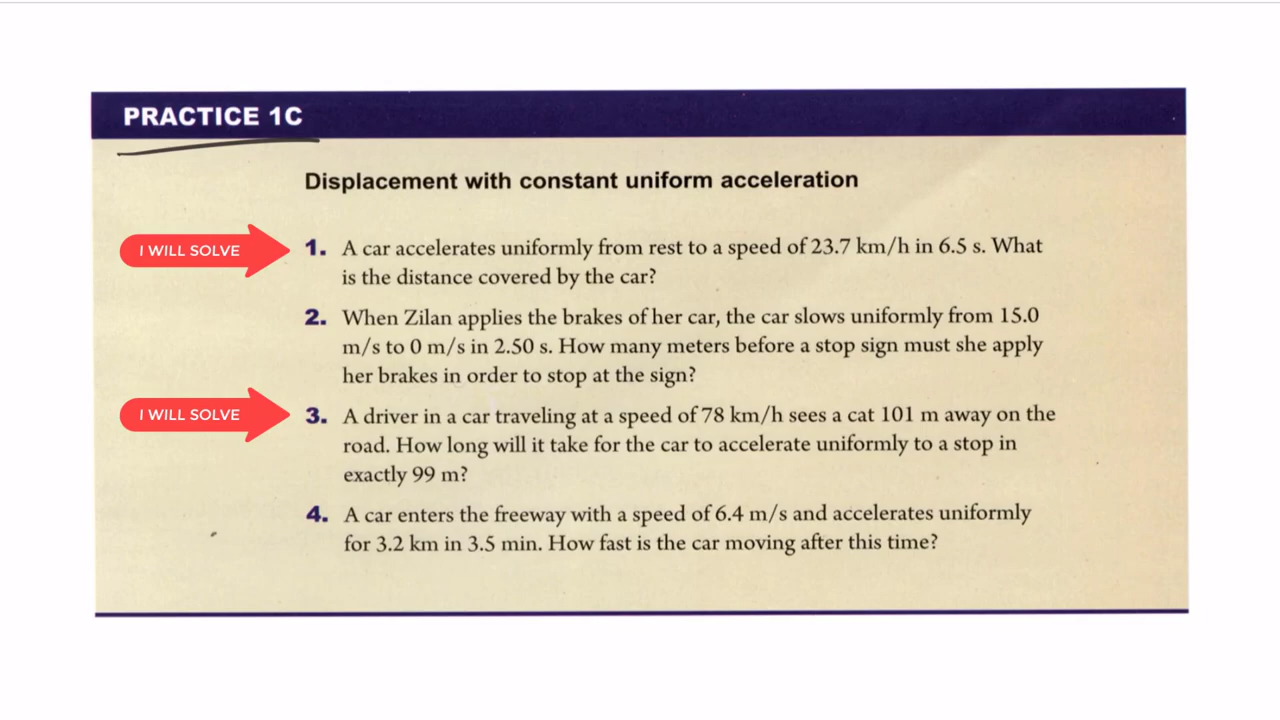 PRACTICE 1C
Displacement with constant uniform acceleration
I WILL SOLVE
1. A car accelerates uniformly from rest to a speed of 23.7 km/h in 6.5 s. What
is the distance covered by the car?
2. When Zilan applies the brakes of her car, the car slows uniformly from 15.0
m/s to 0 m/s in 2.50 s. How many meters before a stop sign must she apply
her brakes in order to stop at the sign?
I WILL SOLVE
3. A driver in a car traveling at a speed of 78 km/h sees a cat 101 m away on the
road. How long will it take for the car to accelerate uniformly to a stop in
exactly 99 m?
4. A car enters the freeway with a speed of 6.4 m/s and accelerates uniformly
for 3.2 km in 3.5 min. How fast is the car moving after this time?